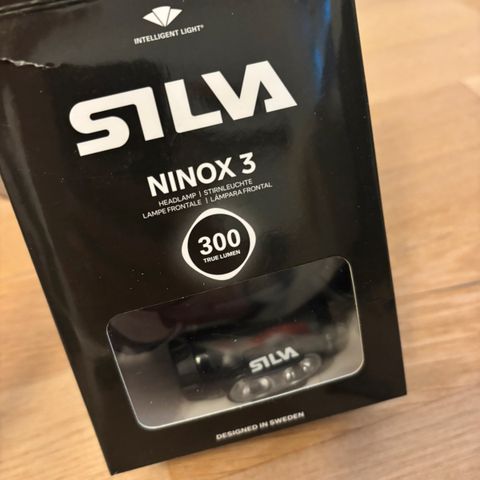 INTELLIGENT LIGHT®
SILVA
NINOX 3
HEADLAMP | STIRNLEUCHTE
LAMPE FRONTALE | LÁMPARA FRONTAL
300
TRUE LUMEN
SILVA
DESIGNED IN SWEDEN